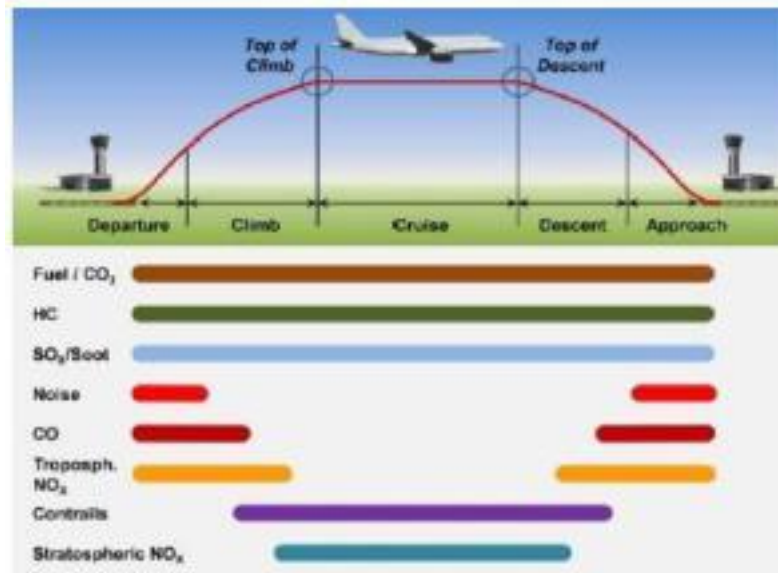 Top of
Climb
Top of
Descent
Departure
Climb
Cruise
Descent
Approach
Fuel / CO₂
HC
SOₓ/Soot
Noise
CO
Troposph.
NOₓ
Contrails
Stratospheric NOₓ